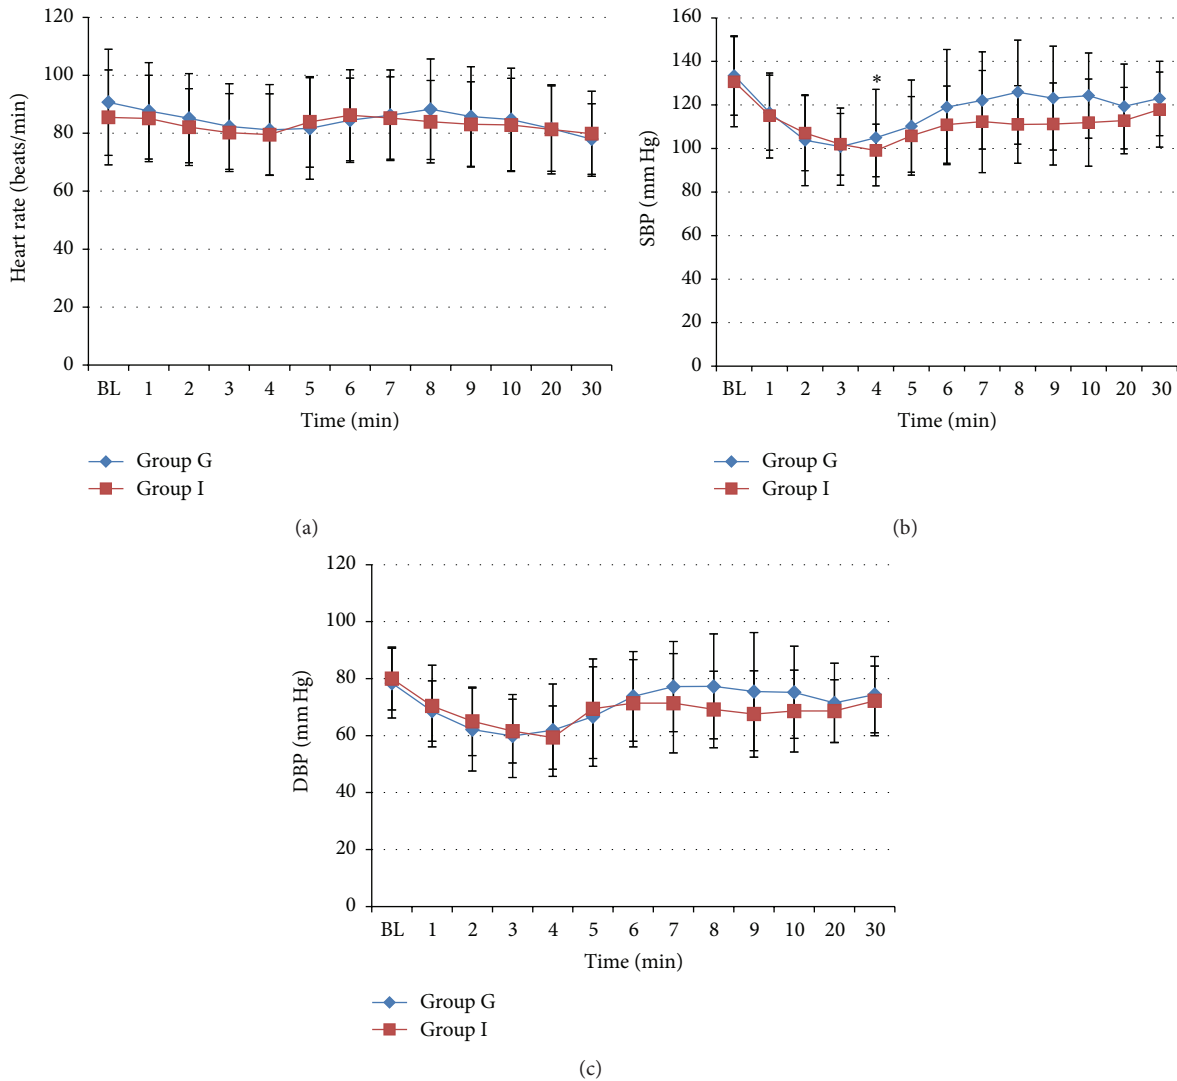 120
100
80
60
40
20
0
Heart rate (beats/min)
BL 1 2 3 4 5 6 7 8 9 10 20 30
Time (min)
Group G
Group I
(a)
160
140
120
100
80
60
40
20
0
SBP (mm Hg)
*
BL 1 2 3 4 5 6 7 8 9 10 20 30
Time (min)
Group G
Group I
(b)
120
100
80
60
40
20
0
DBP (mm Hg)
BL 1 2 3 4 5 6 7 8 9 10 20 30
Time (min)
Group G
Group I
(c)